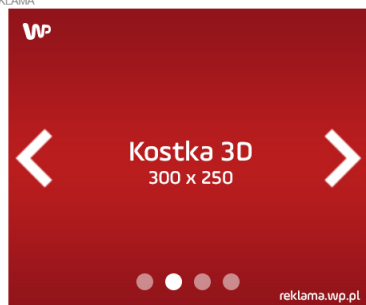 REKLAMA
WP
Kostka 3D
300 x 250
reklama.wp.pl